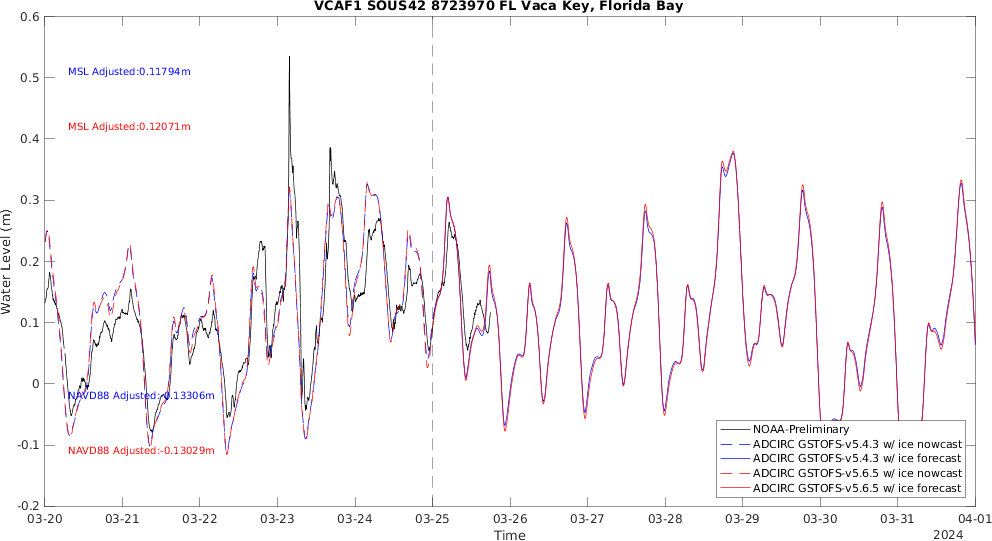 VCAF1 SOUS42 8723970 FL Vaca Key, Florida Bay
Water Level (m)
0.6
0.5
0.4
0.3
0.2
0.1
0
-0.1
-0.2
MSL Adjusted:0.11794m
MSL Adjusted:0.12071m
NAVD88 Adjusted:-0.13306m
NAVD88 Adjusted:-0.13029m
NOAA-Preliminary
ADCIRC GSTOFS-v5.4.3 w/ ice nowcast
ADCIRC GSTOFS-v5.4.3 w/ ice forecast
ADCIRC GSTOFS-v5.6.5 w/ ice nowcast
ADCIRC GSTOFS-v5.6.5 w/ ice forecast
03-20 03-21 03-22 03-23 03-24 03-25 03-26 03-27 03-28 03-29 03-30 03-31 04-01
Time
2024